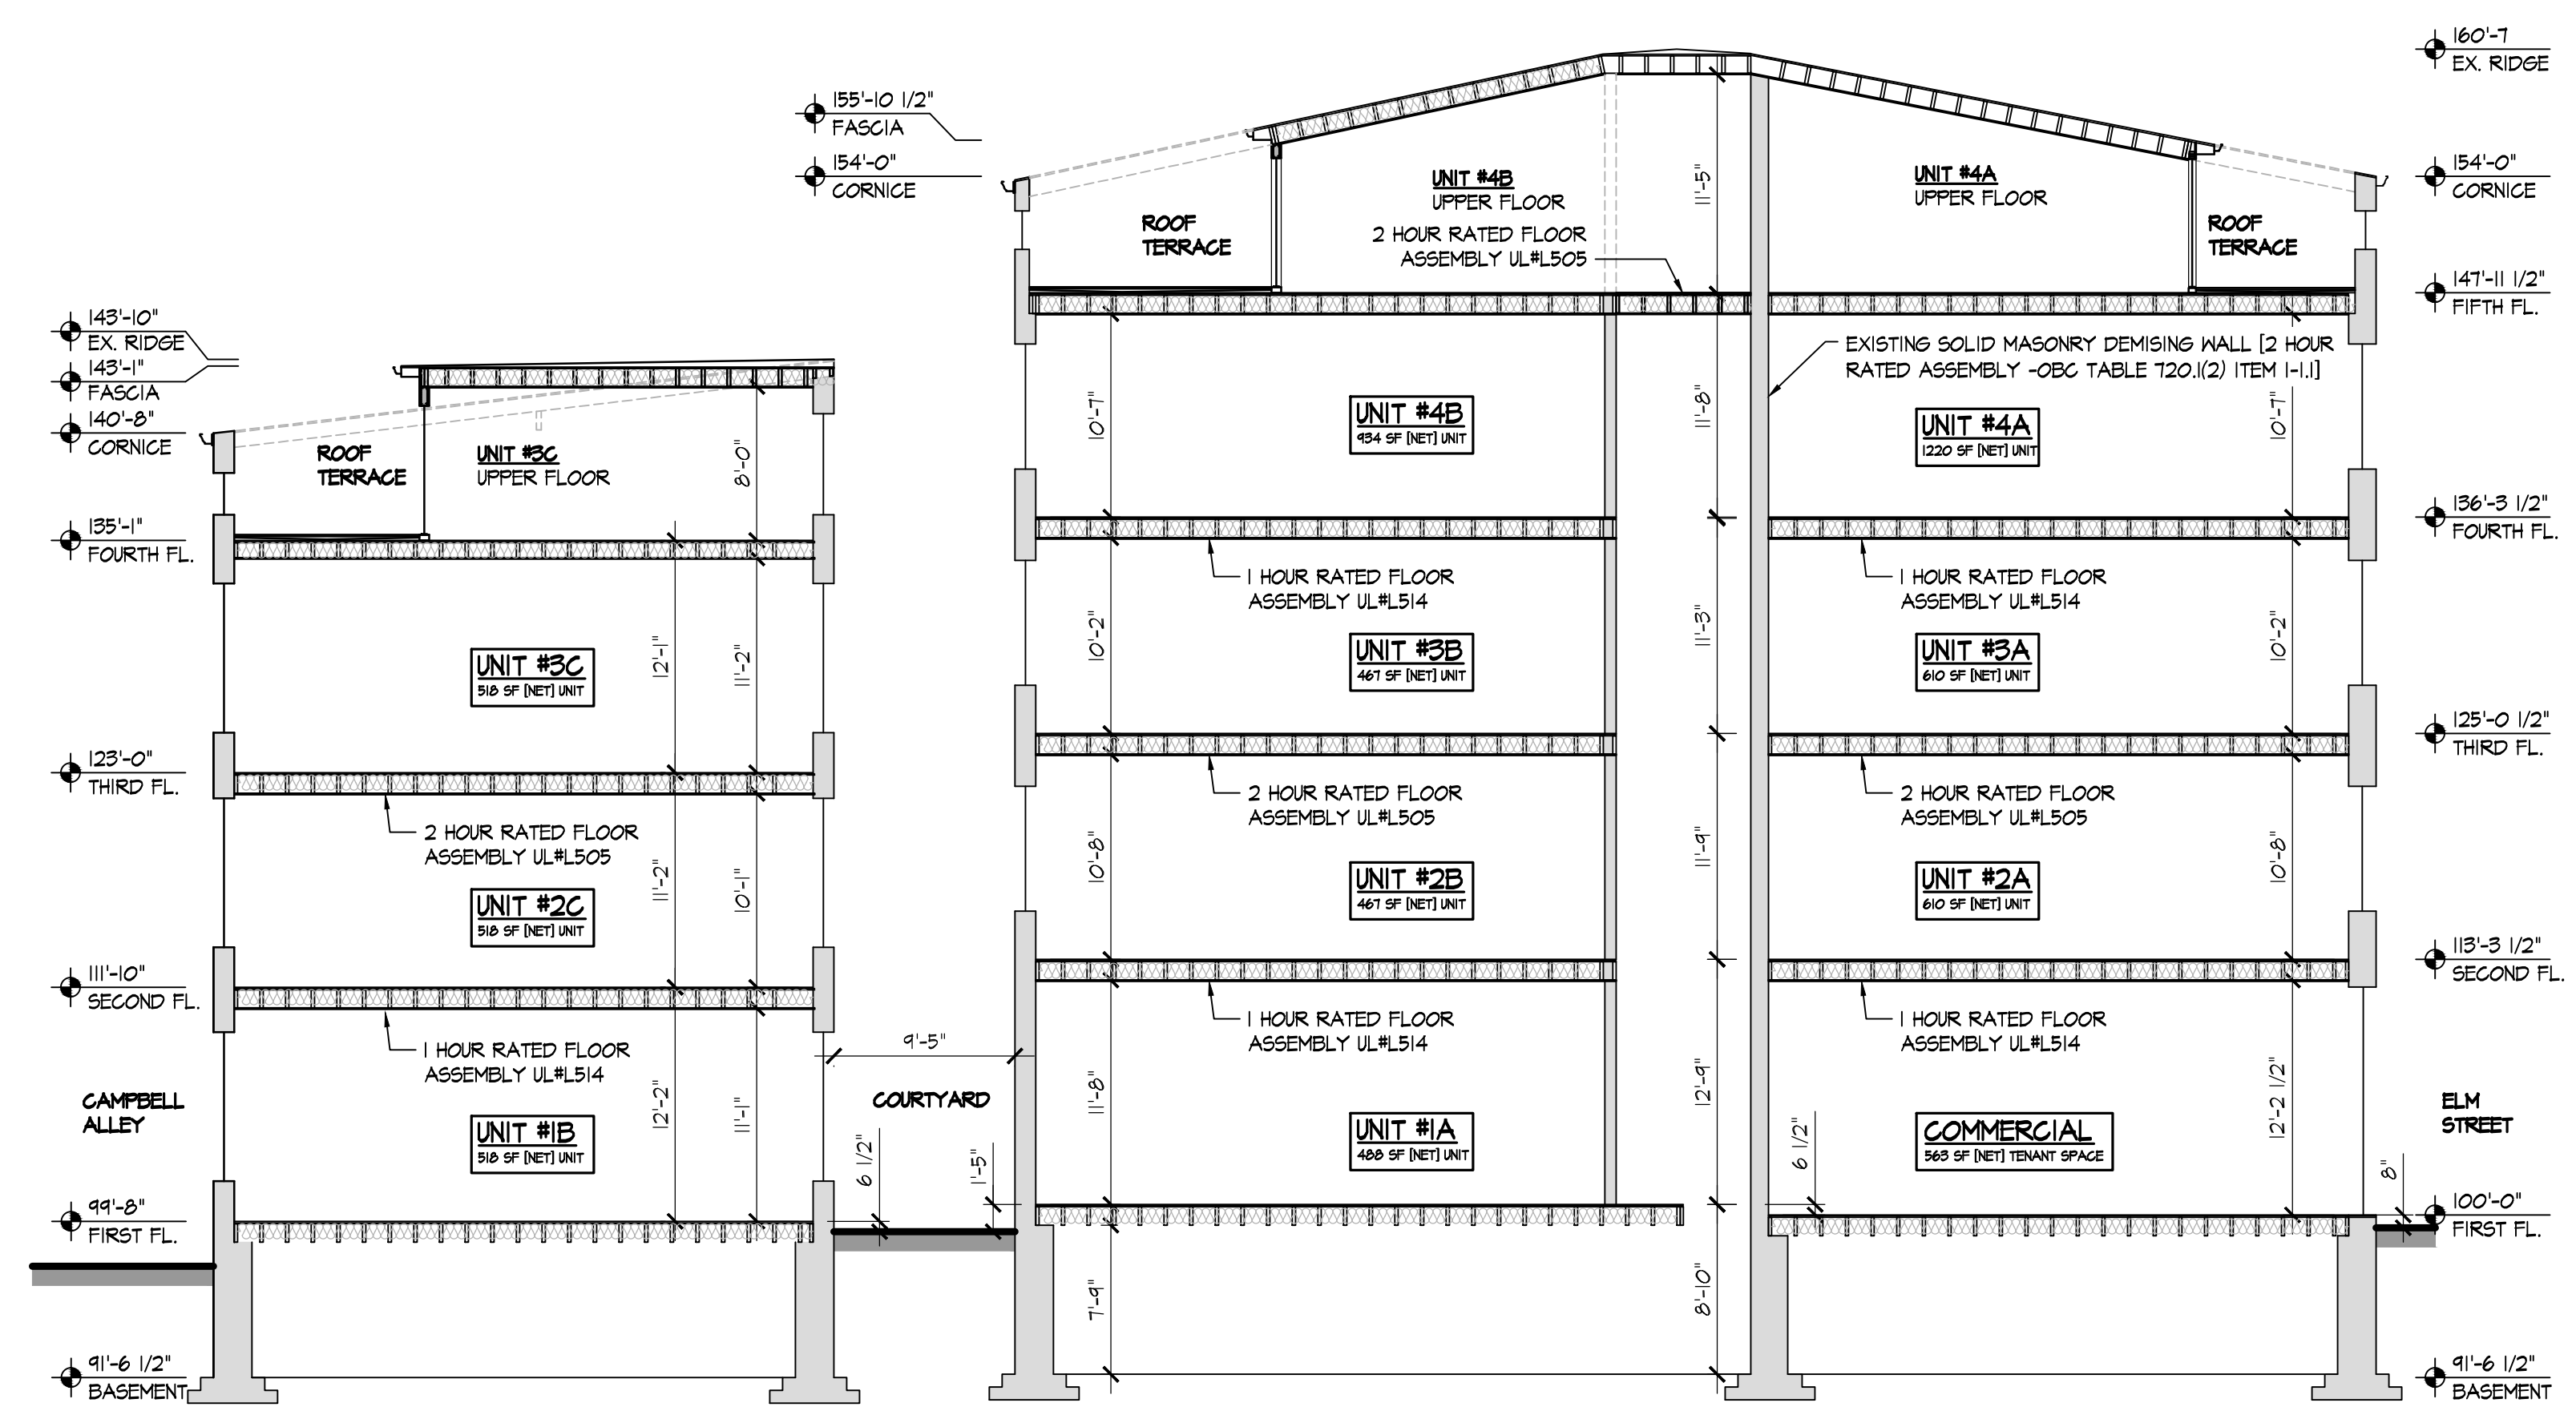 160'-7
EX. RIDGE
155'-10 1/2"
FASCIA
154'-0"
CORNICE
154'-0"
CORNICE
UNIT #4B
UPPER FLOOR
11'-5"
UNIT #4A
UPPER FLOOR
ROOF
TERRACE
2 HOUR RATED FLOOR
ASSEMBLY UL#L505
ROOF
TERRACE
147'-11 1/2"
FIFTH FL.
143'-10"
EX. RIDGE
143'-1"
FASCIA
140'-8"
CORNICE
EXISTING SOLID MASONRY DEMISING WALL [2 HOUR
RATED ASSEMBLY -OBC TABLE 720.1(2) ITEM 1-1.1]
ROOF
TERRACE
UNIT #3C
UPPER FLOOR
8'-0"
10'-7"
UNIT #4B
934 SF [NET] UNIT
11'-8"
UNIT #4A
1220 SF [NET] UNIT
10'-7"
135'-1"
FOURTH FL.
136'-3 1/2"
FOURTH FL.
1 HOUR RATED FLOOR
ASSEMBLY UL#L514
1 HOUR RATED FLOOR
ASSEMBLY UL#L514
UNIT #3C
518 SF [NET] UNIT
12'-1"
11'-2"
10'-2"
UNIT #3B
467 SF [NET] UNIT
11'-3"
UNIT #3A
610 SF [NET] UNIT
10'-2"
123'-0"
THIRD FL.
125'-0 1/2"
THIRD FL.
2 HOUR RATED FLOOR
ASSEMBLY UL#L505
2 HOUR RATED FLOOR
ASSEMBLY UL#L505
2 HOUR RATED FLOOR
ASSEMBLY UL#L505
UNIT #2C
518 SF [NET] UNIT
11'-2"
10'-1"
10'-8"
UNIT #2B
467 SF [NET] UNIT
11'-9"
UNIT #2A
610 SF [NET] UNIT
10'-8"
111'-10"
SECOND FL.
113'-3 1/2"
SECOND FL.
1 HOUR RATED FLOOR
ASSEMBLY UL#L514
9'-5"
1 HOUR RATED FLOOR
ASSEMBLY UL#L514
1 HOUR RATED FLOOR
ASSEMBLY UL#L514
CAMPBELL
ALLEY
UNIT #1B
518 SF [NET] UNIT
12'-2"
11'-1"
COURTYARD
6 1/2"
1'-5"
11'-8"
UNIT #1A
488 SF [NET] UNIT
12'-9"
6 1/2"
COMMERCIAL
563 SF [NET] TENANT SPACE
12'-2 1/2"
8"
ELM
STREET
99'-8"
FIRST FL.
100'-0"
FIRST FL.
7'-9"
8'-10"
91'-6 1/2"
BASEMENT
91'-6 1/2"
BASEMENT